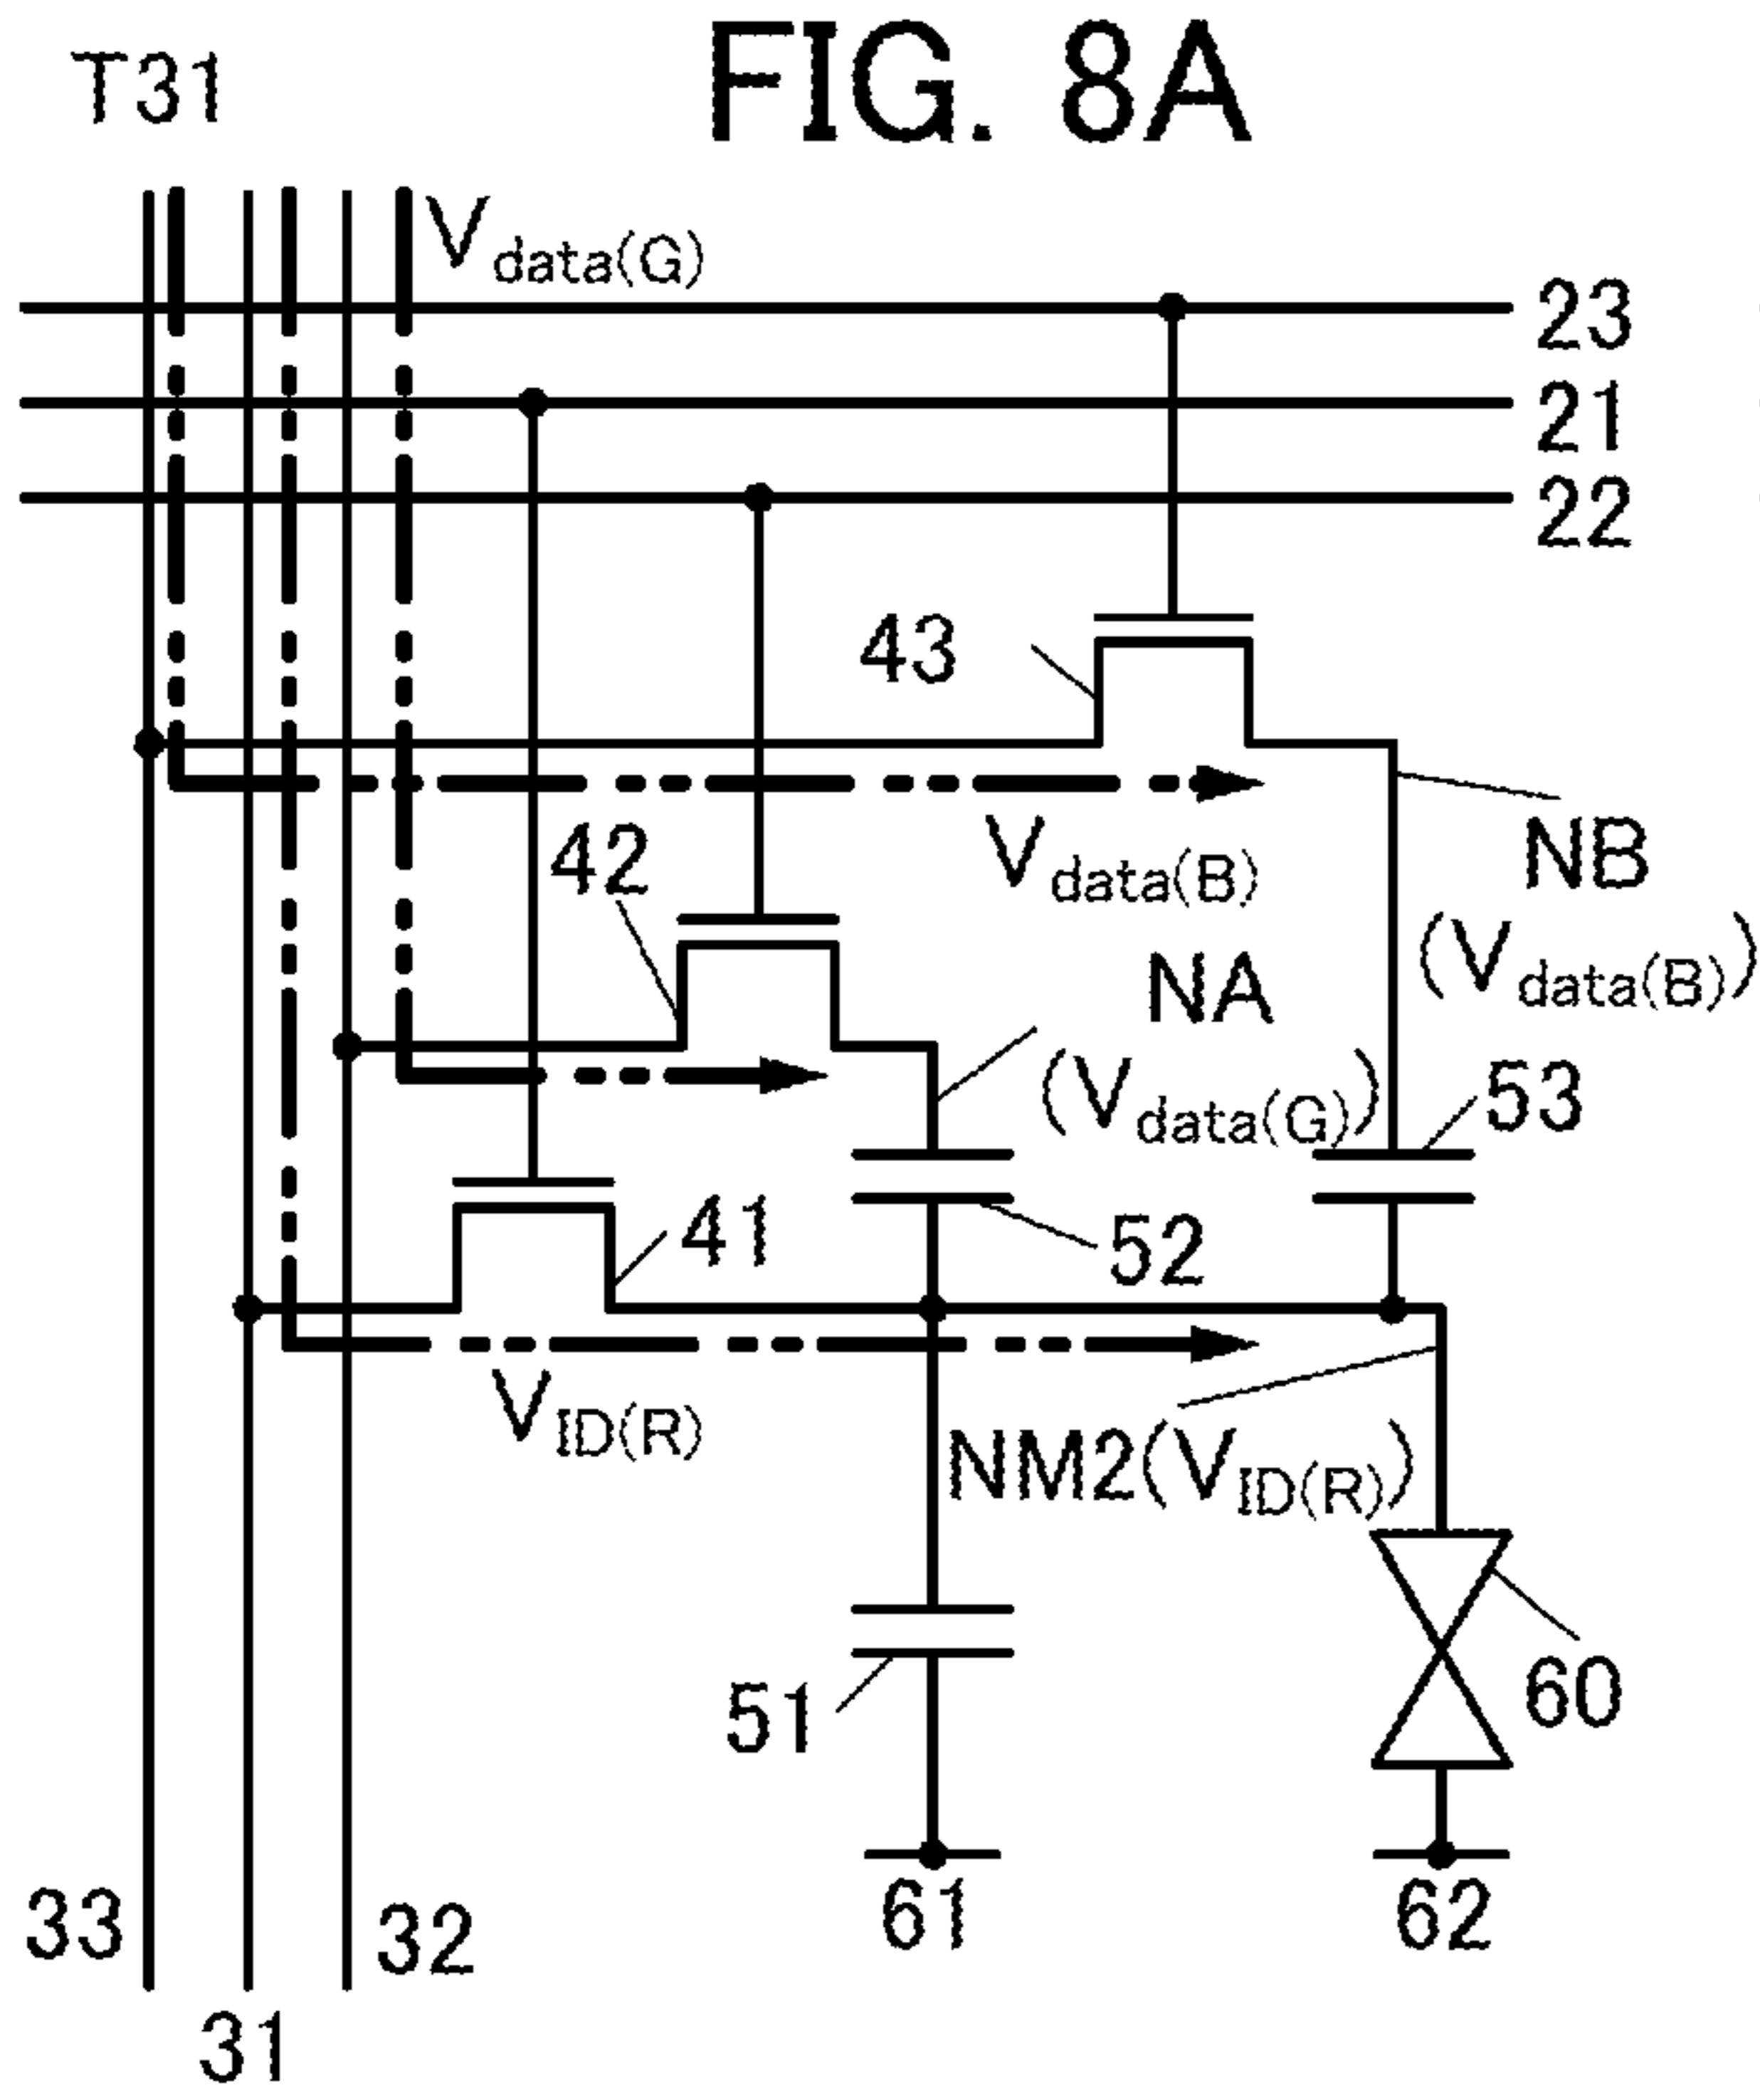 FIG. 8A
T31
Vdata(G)
23
21
22
43
42
Vdata(B)
NB
(Vdata(B))
NA
(Vdata(G))
53
41
52
VID(R)
NM2(VID(R))
51
60
33
32
61
62
31